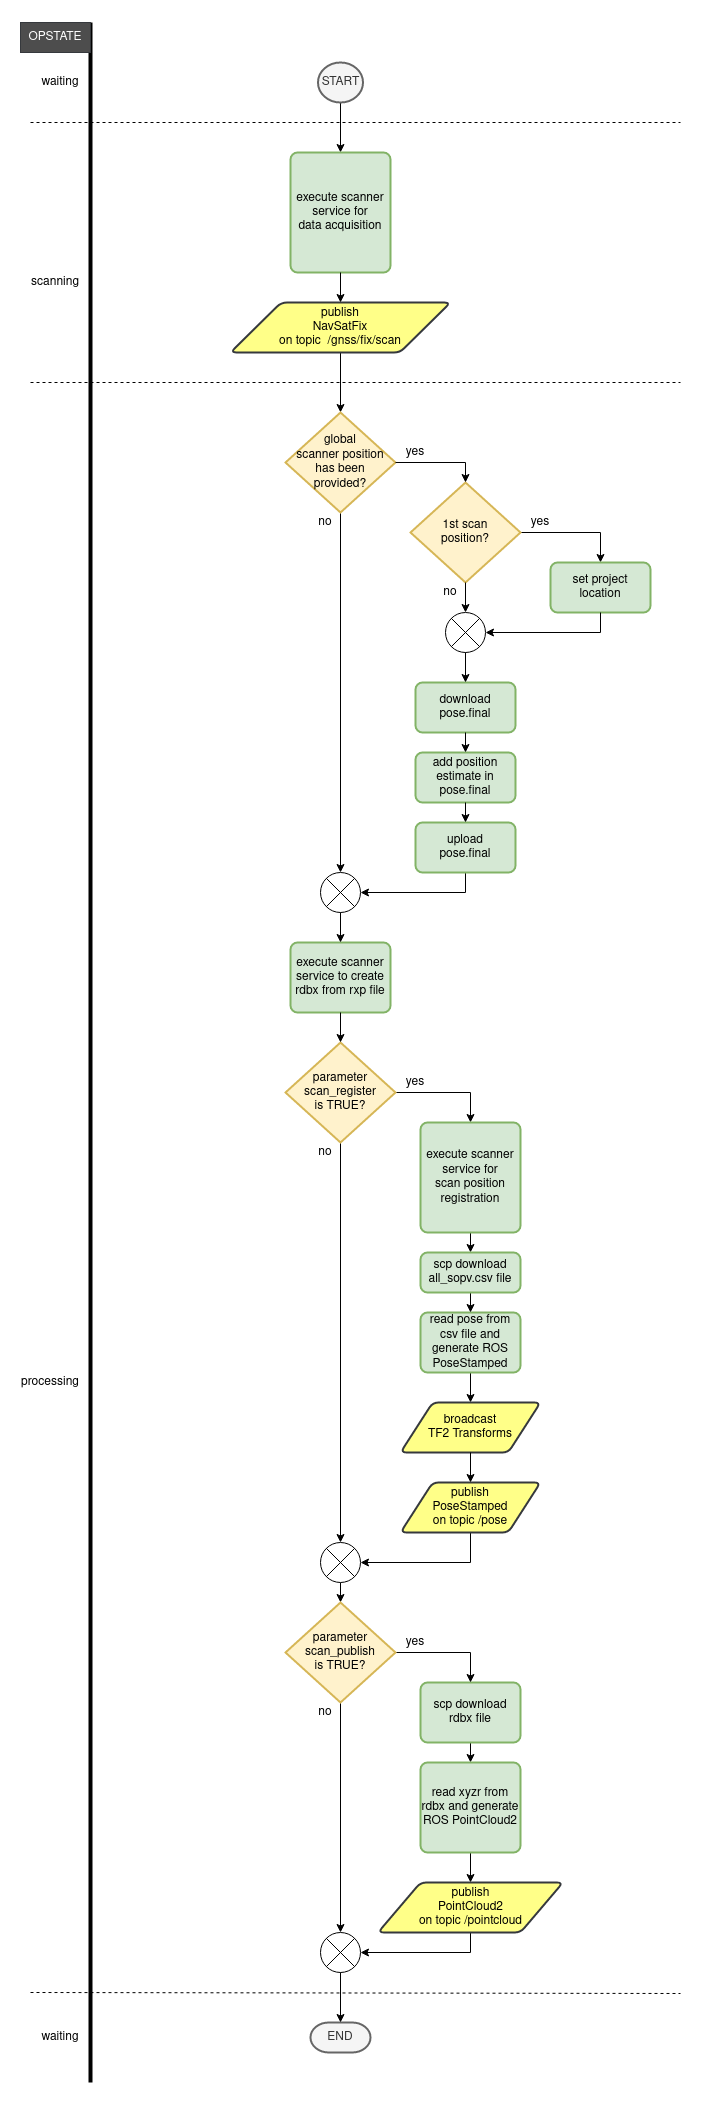 OPSTATE
waiting
START
execute scanner
service for
data acquisition
scanning
publish
NavSatFix
on topic /gnss/fix/scan
global
scanner position
has been
provided?
yes
no
1st scan
position?
yes
no
set project
location
download
pose.final
add position
estimate in
pose.final
upload
pose.final
execute scanner
service to create
rdbx from rxp file
parameter
scan_register
is TRUE?
yes
no
execute scanner
service for
scan position
registration
scp download
all_sopv.csv file
read pose from
csv file and
generate ROS
PoseStamped
processing
broadcast
TF2 Transforms
publish
PoseStamped
on topic /pose
parameter
scan_publish
is TRUE?
yes
no
scp download
rdbx file
read xyzr from
rdbx and generate
ROS PointCloud2
publish
PointCloud2
on topic /pointcloud
waiting
END